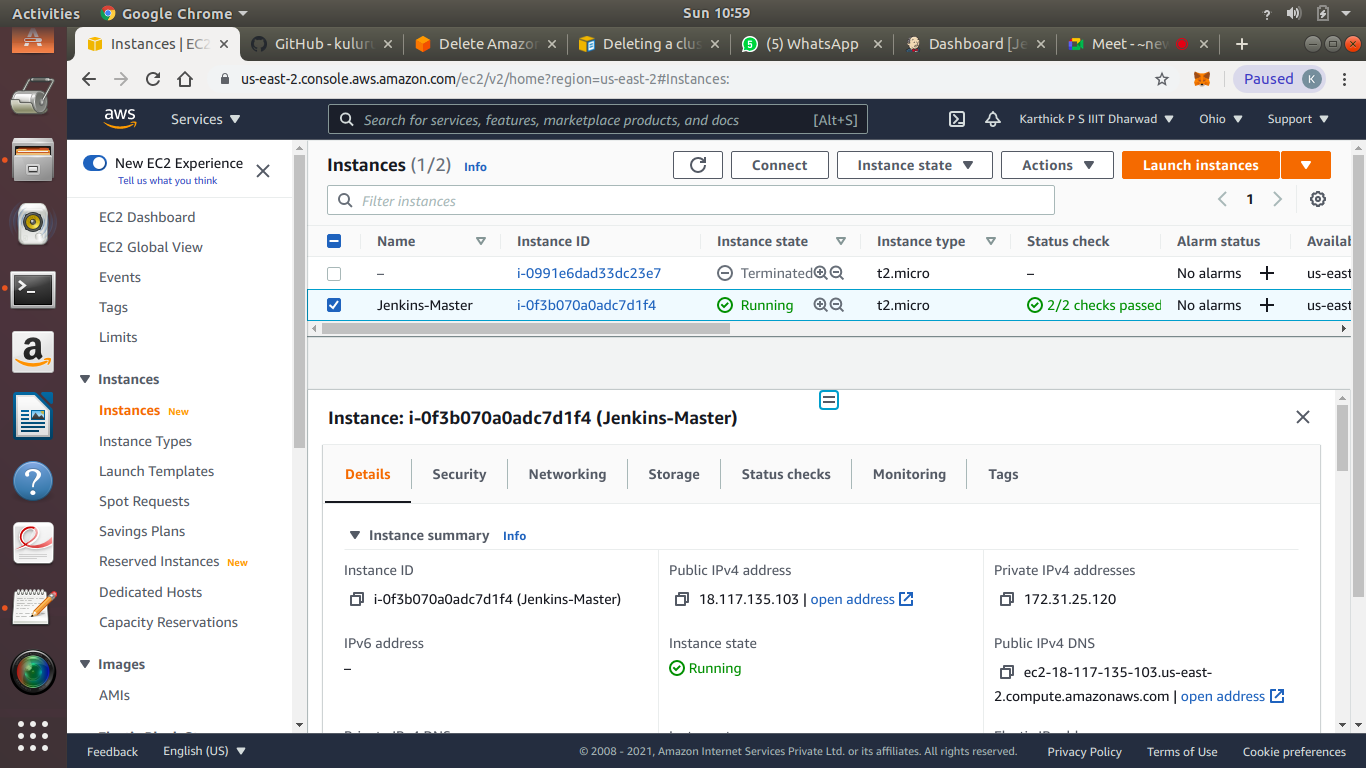 Activities Google Chrome Sun 10:59
Instances | EC2 GitHub - kulur Delete Amazon Deleting a clus (5) WhatsApp Dashboard [Je Meet - ~nev
us-east-2.console.aws.amazon.com/ec2/v2/home?region=us-east-2#Instances: Paused K
aws Services Search for services, features, marketplace products, and docs [Alt+S] Karthick P S IIIT Dharwad Ohio Support
New EC2 Experience
Tell us what you think
EC2 Dashboard
EC2 Global View
Events
Tags
Limits
Instances
Instances New
Instance Types
Launch Templates
Spot Requests
Savings Plans
Reserved Instances New
Dedicated Hosts
Capacity Reservations
Images
AMIs
Instances (1/2) Info Connect Instance state Actions Launch instances
Filter instances 1
Name Instance ID Instance state Instance type Status check Alarm status Availal
– i-0991e6dad33dc23e7 Terminated t2.micro – No alarms + us-east
Jenkins-Master i-0f3b070a0adc7d1f4 Running t2.micro 2/2 checks passed No alarms + us-east
Instance: i-0f3b070a0adc7d1f4 (Jenkins-Master)
Details Security Networking Storage Status checks Monitoring Tags
Instance summary Info
Instance ID
i-0f3b070a0adc7d1f4 (Jenkins-Master)
Public IPv4 address
18.117.135.103 | open address
Private IPv4 addresses
172.31.25.120
IPv6 address
–
Instance state
Running
Public IPv4 DNS
ec2-18-117-135-103.us-east-
2.compute.amazonaws.com | open address
Feedback English (US) © 2008 - 2021, Amazon Internet Services Private Ltd. or its affiliates. All rights reserved. Privacy Policy Terms of Use Cookie preferences